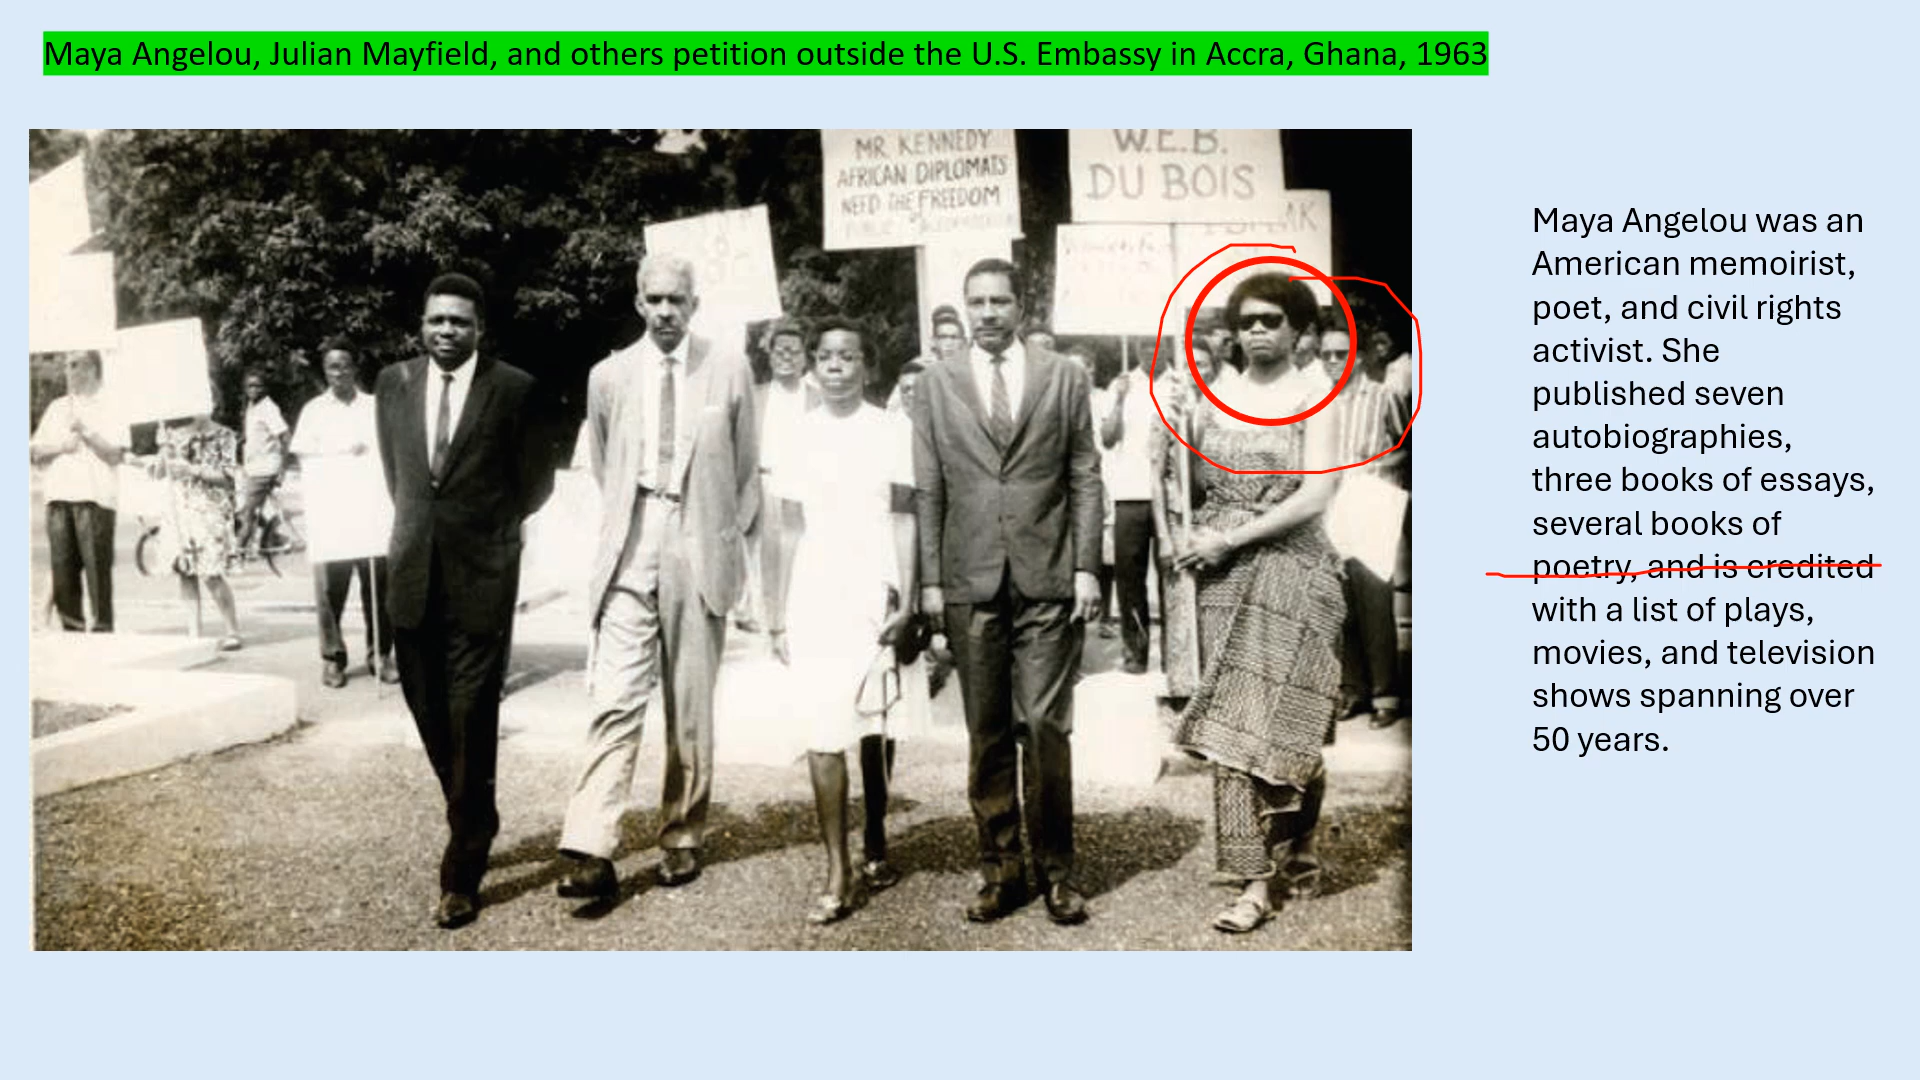 Maya Angelou, Julian Mayfield, and others petition outside the U.S. Embassy in Accra, Ghana, 1963
MR KENNEDY
AFRICAN DIPLOMATS
NEED THE FREEDOM
PUBLIC
W.E.B.
DU BOIS
Maya Angelou was an
American memoirist,
poet, and civil rights
activist. She
published seven
autobiographies,
three books of essays,
several books of
poetry, and is credited
with a list of plays,
movies, and television
shows spanning over
50 years.